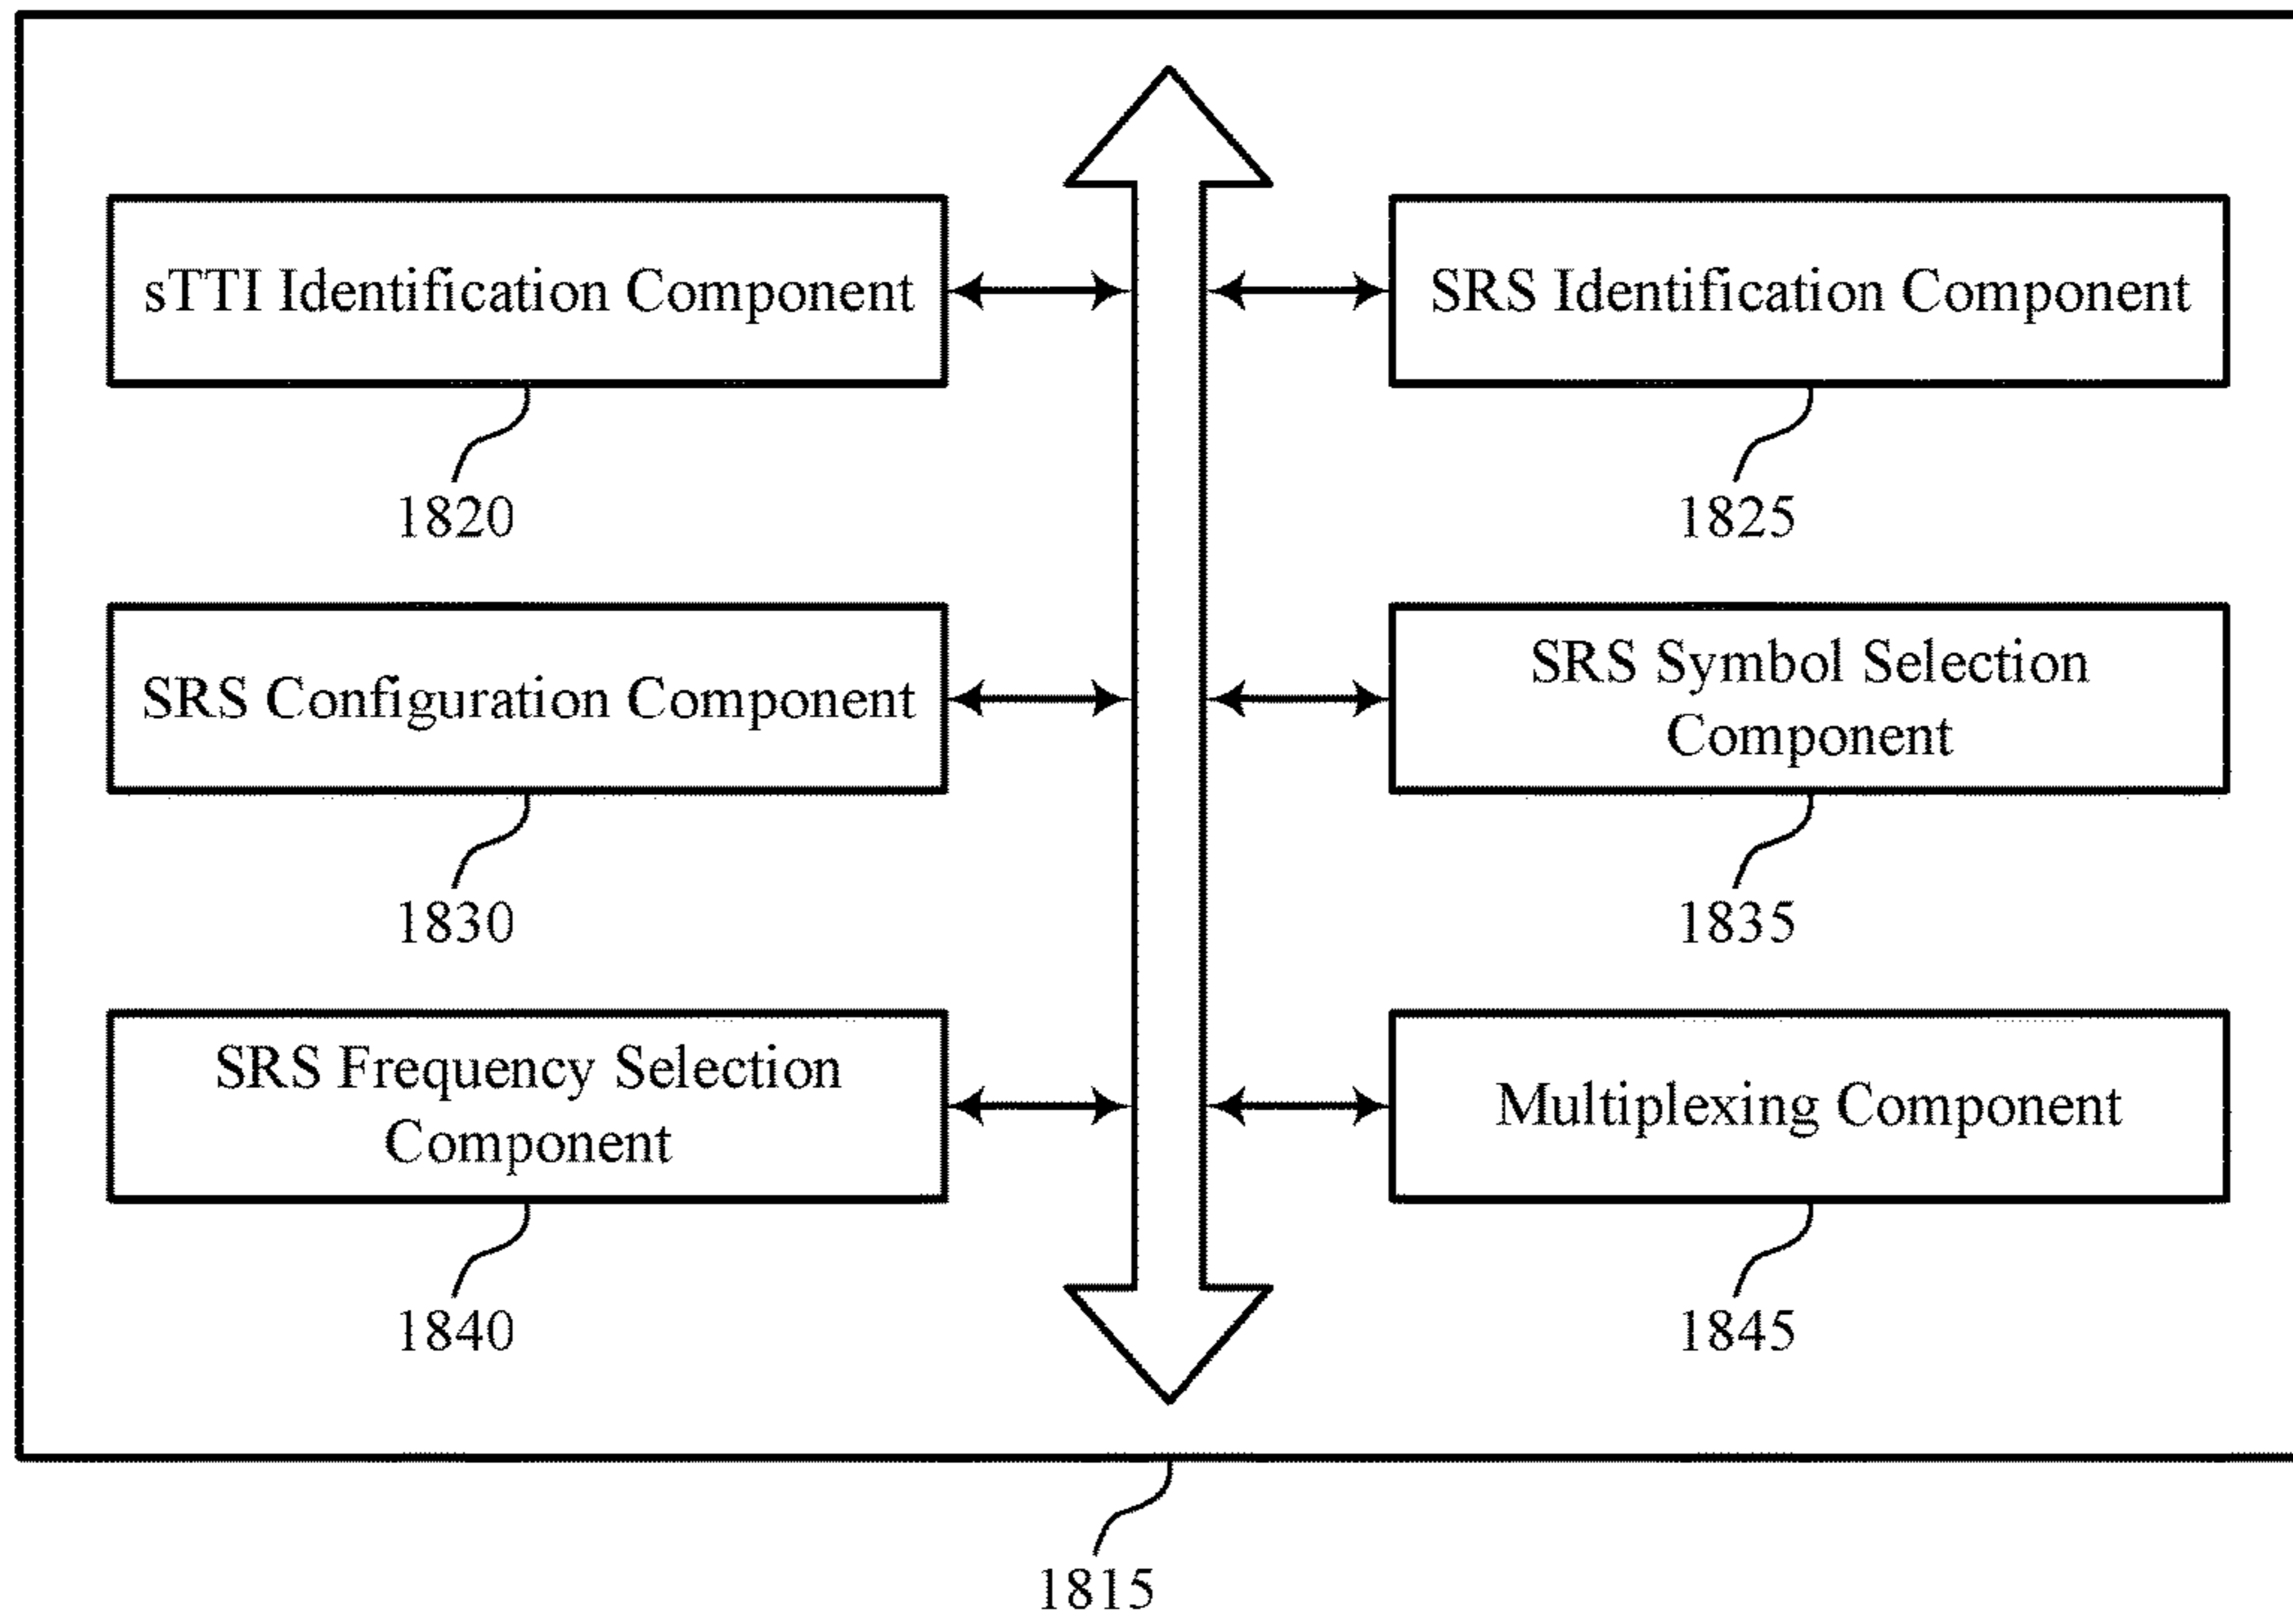 sTTI Identification Component
1820
SRS Identification Component
1825
SRS Configuration Component
1830
SRS Symbol Selection
Component
1835
SRS Frequency Selection
Component
1840
Multiplexing Component
1845
1815